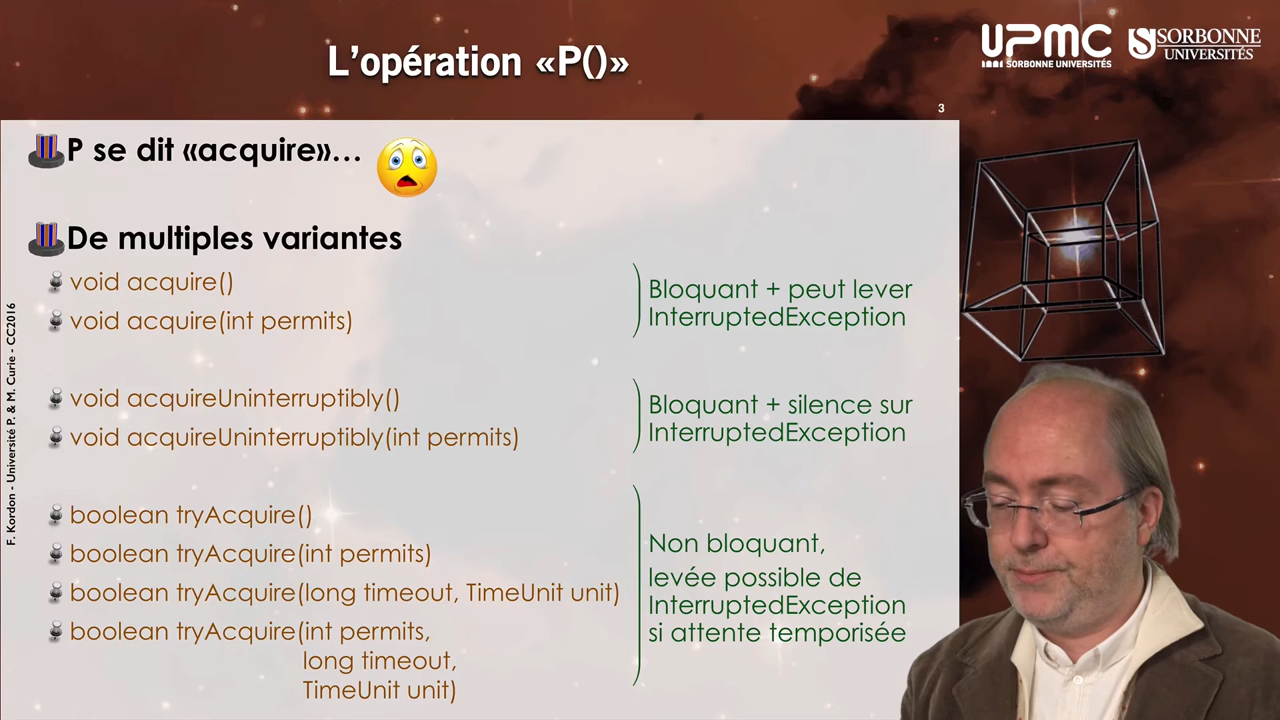 L'opération «P()»
UPMC
SORBONNE UNIVERSITÉS
SORBONNE
UNIVERSITÉS
3
P se dit «acquire»...
De multiples variantes
void acquire()
void acquire(int permits)
Bloquant + peut lever
InterruptedException
void acquireUninterruptibly()
void acquireUninterruptibly(int permits)
Bloquant + silence sur
InterruptedException
boolean tryAcquire()
boolean tryAcquire(int permits)
boolean tryAcquire(long timeout, TimeUnit unit)
boolean tryAcquire(int permits,
long timeout,
TimeUnit unit)
Non bloquant,
levée possible de
InterruptedException
si attente temporisée
F. Kordon - Université P. & M. Curie - CC2016